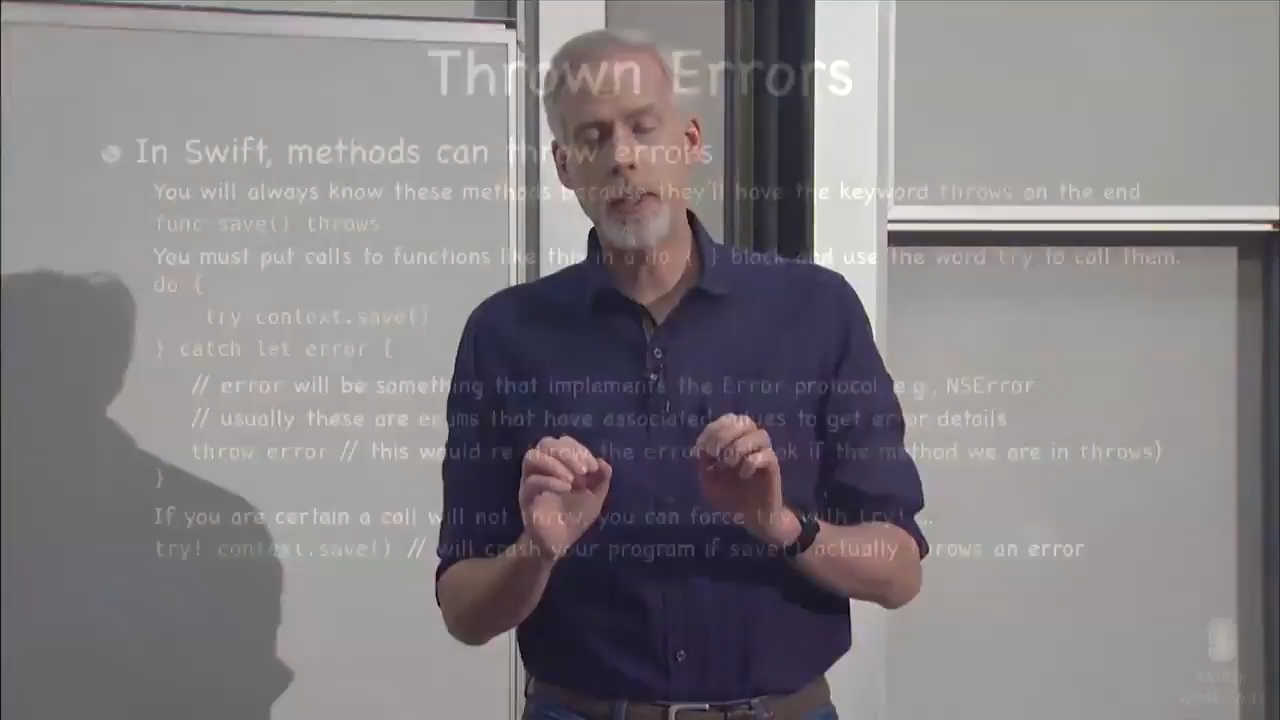 Thrown Errors
In Swift, methods can throw errors
You will always know these methods because they'll have the keyword throws on the end
func save() throws
You must put calls to functions like this in a do { } block and use the word try to call them.
do {
try context.save()
} catch let error {
// error will be something that implements the Error protocol, e.g., NSError
// usually these are enums that have associated values to get error details
throw error // this would re-throw the error (only ok if the method we are in throws)
}
If you are certain a call will not throw, you can force try with try! ...
try! context.save() // will crash your program if save() actually throws an error